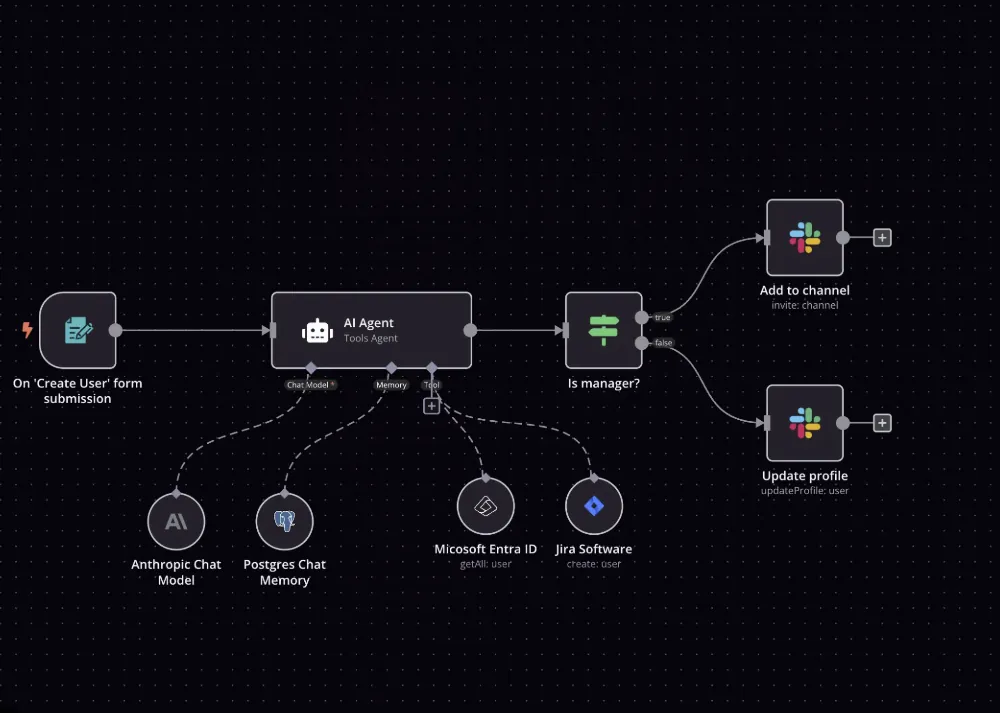 On 'Create User' form
submission
AI Agent
Tools Agent
Chat Model *
Memory
Tool
Anthropic Chat
Model
Postgres Chat
Memory
Micosoft Entra ID
getAll: user
Jira Software
create: user
Is manager?
true
false
Add to channel
invite: channel
Update profile
updateProfile: user